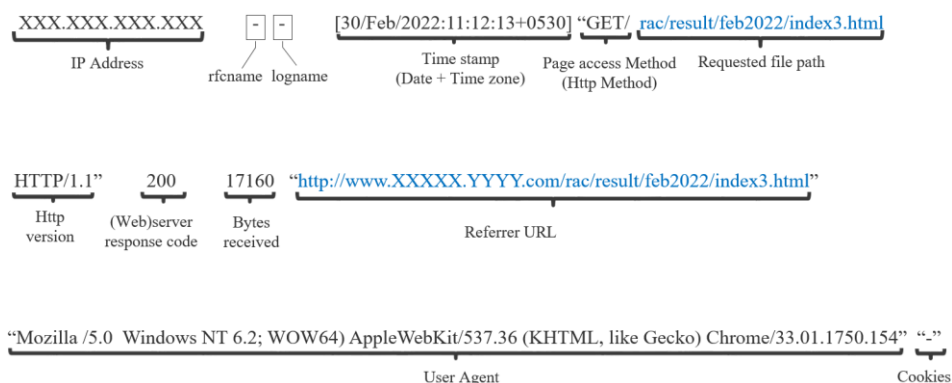 XXX.XXX.XXX.XXX - - [30/Feb/2022:11:12:13+0530] “GET/ rac/result/feb2022/index3.html
IP Address rfcname logname Time stamp Page access Method Requested file path
(Date + Time zone) (Http Method)
HTTP/1.1” 200 17160 “http://www.XXXXX.YYYY.com/rac/result/feb2022/index3.html”
Http (Web)server Bytes Referrer URL
version response code received
“Mozilla /5.0 Windows NT 6.2; WOW64) AppleWebKit/537.36 (KHTML, like Gecko) Chrome/33.01.1750.154” “-”
User Agent Cookies